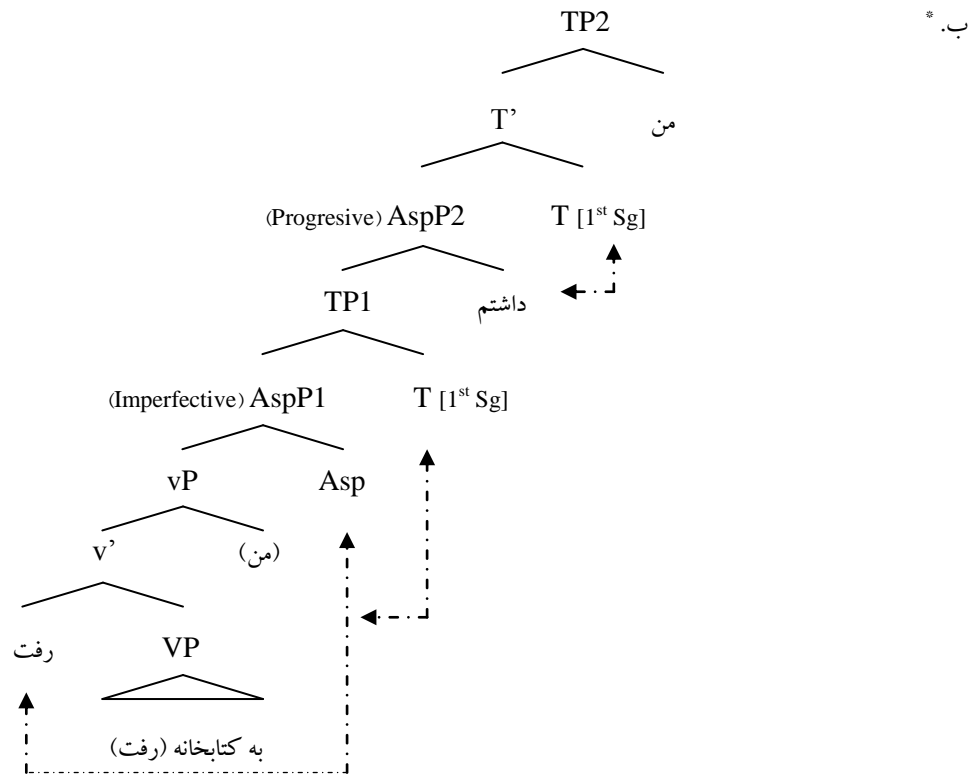 ب. *
TP2
T’ من
(Progresive) AspP2 T [1st Sg]
TP1 داشتم
(Imperfective) AspP1 T [1st Sg]
vP Asp
v’ (من)
رفت VP
به کتابخانه (رفت)